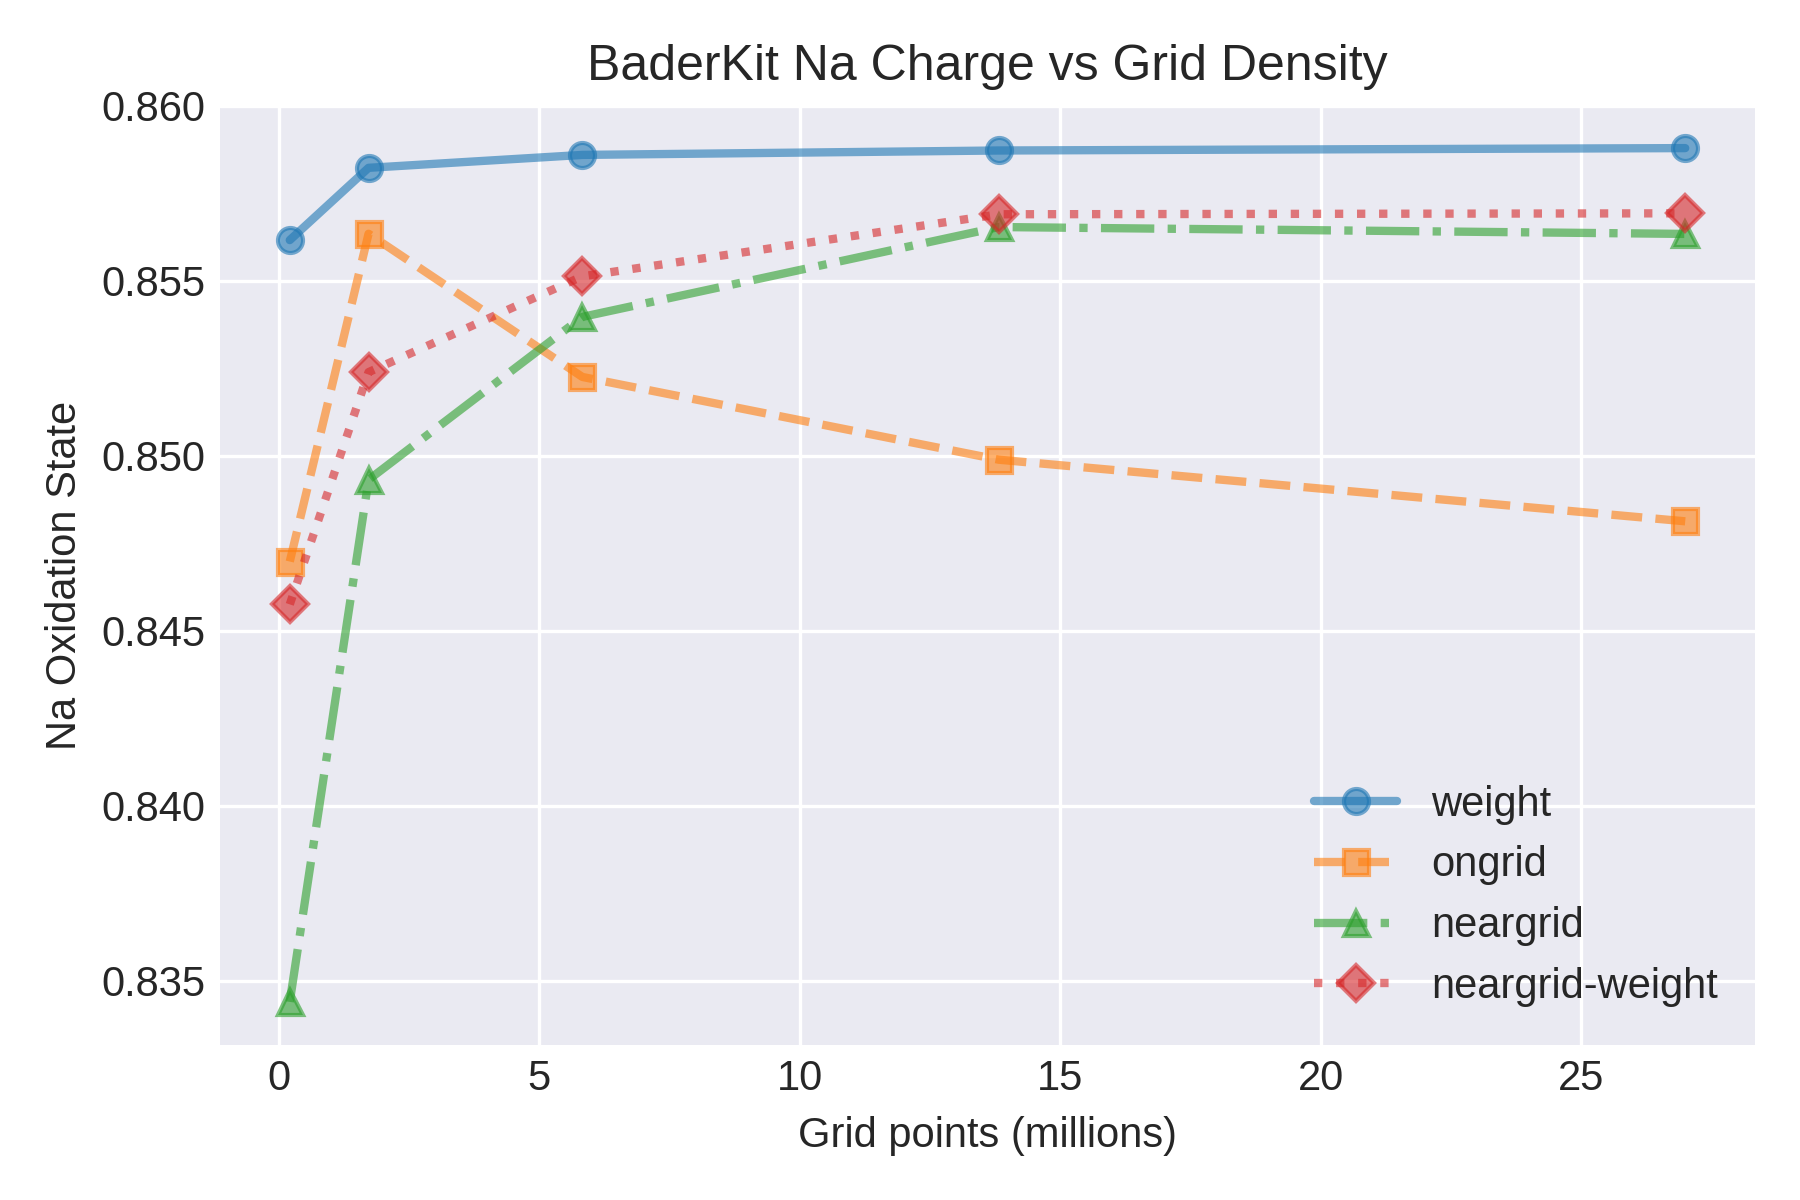 BaderKit Na Charge vs Grid Density
0.860
0.855
0.850
0.845
0.840
0.835
Na Oxidation State
weight
ongrid
neargrid
neargrid-weight
0 5 10 15 20 25
Grid points (millions)